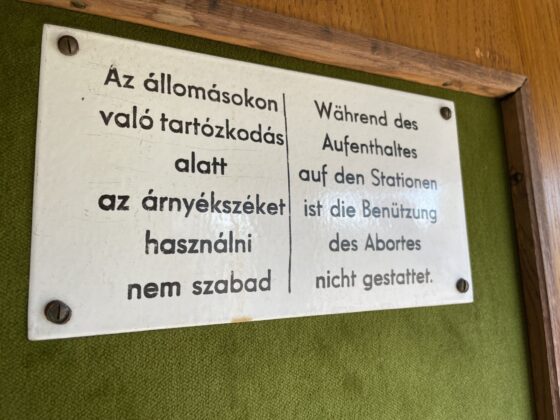 Az állomásokon
való tartózkodás
alatt
az árnyékszéket
használni
nem szabad
Während des
Aufenthaltes
auf den Stationen
ist die Benützung
des Abortes
nicht gestattet.